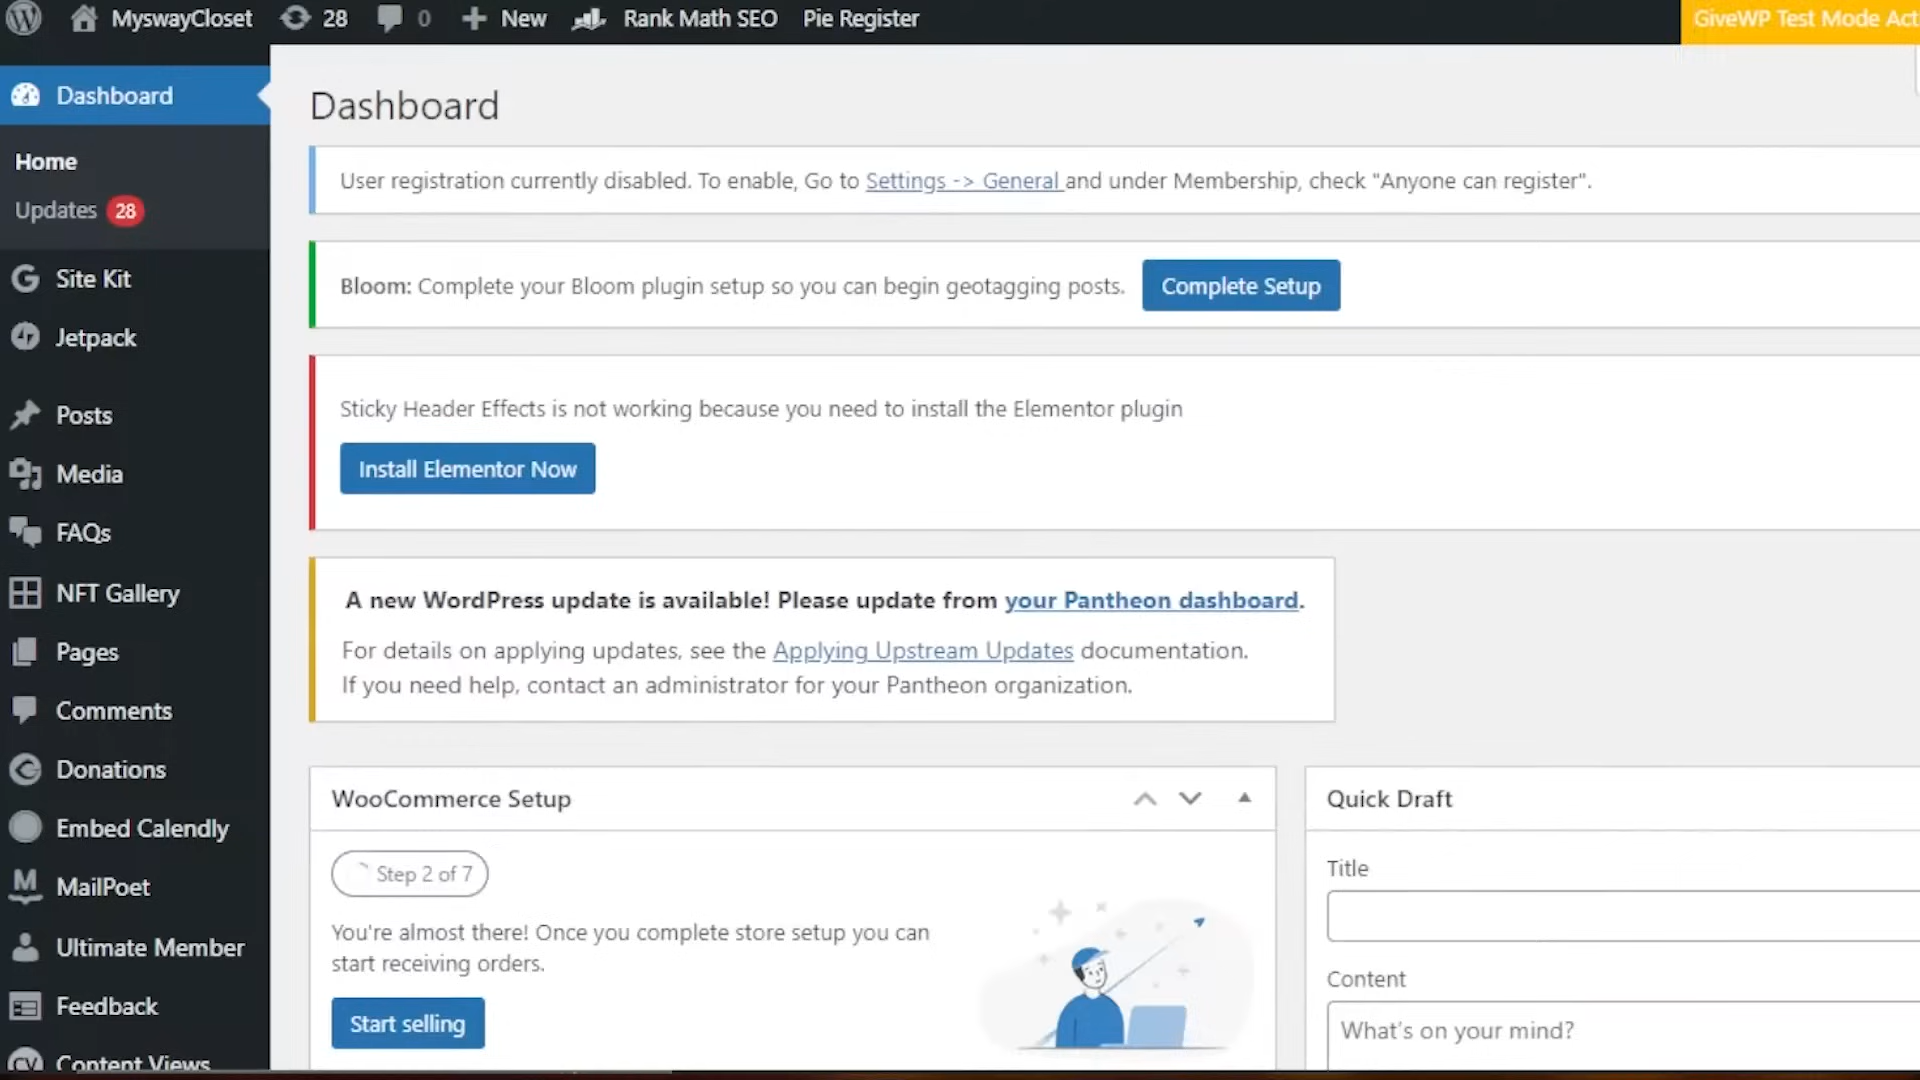 MyswayCloset 28 0 New Rank Math SEO Pie Register
GiveWP Test Mode Act
Dashboard
Home
Updates 28
Site Kit
Jetpack
Posts
Media
FAQs
NFT Gallery
Pages
Comments
Donations
Embed Calendly
MailPoet
Ultimate Member
Feedback
Content Views
Dashboard
User registration currently disabled. To enable, Go to Settings -> General and under Membership, check "Anyone can register".
Bloom: Complete your Bloom plugin setup so you can begin geotagging posts. Complete Setup
Sticky Header Effects is not working because you need to install the Elementor plugin
Install Elementor Now
A new WordPress update is available! Please update from your Pantheon dashboard.
For details on applying updates, see the Applying Upstream Updates documentation.
If you need help, contact an administrator for your Pantheon organization.
WooCommerce Setup
Step 2 of 7
You're almost there! Once you complete store setup you can
start receiving orders.
Start selling
Quick Draft
Title
Content
What's on your mind?